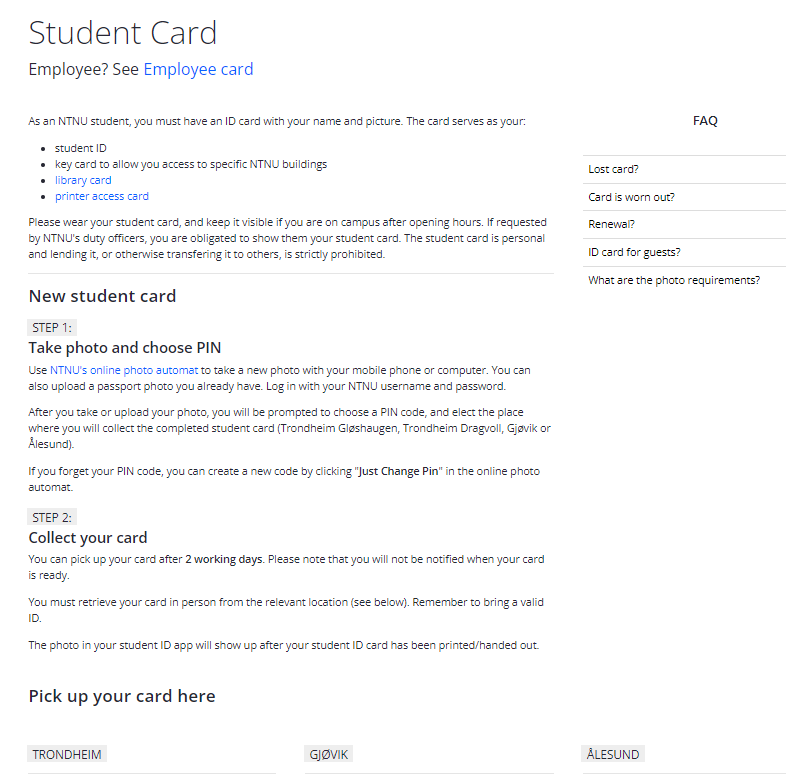 Student Card
Employee? See Employee card
As an NTNU student, you must have an ID card with your name and picture. The card serves as your:
student ID
key card to allow you access to specific NTNU buildings
library card
printer access card
Please wear your student card, and keep it visible if you are on campus after opening hours. If requested
by NTNU's duty officers, you are obligated to show them your student card. The student card is personal
and lending it, or otherwise transfering it to others, is strictly prohibited.
FAQ
Lost card?
Card is worn out?
Renewal?
ID card for guests?
What are the photo requirements?
New student card
STEP 1:
Take photo and choose PIN
Use NTNU's online photo automat to take a new photo with your mobile phone or computer. You can
also upload a passport photo you already have. Log in with your NTNU username and password.
After you take or upload your photo, you will be prompted to choose a PIN code, and elect the place
where you will collect the completed student card (Trondheim Gløshaugen, Trondheim Dragvoll, Gjøvik or
Ålesund).
If you forget your PIN code, you can create a new code by clicking "Just Change Pin" in the online photo
automat.
STEP 2:
Collect your card
You can pick up your card after 2 working days. Please note that you will not be notified when your card
is ready.
You must retrieve your card in person from the relevant location (see below). Remember to bring a valid
ID.
The photo in your student ID app will show up after your student ID card has been printed/handed out.
Pick up your card here
TRONDHEIM
GJØVIK
ÅLESUND